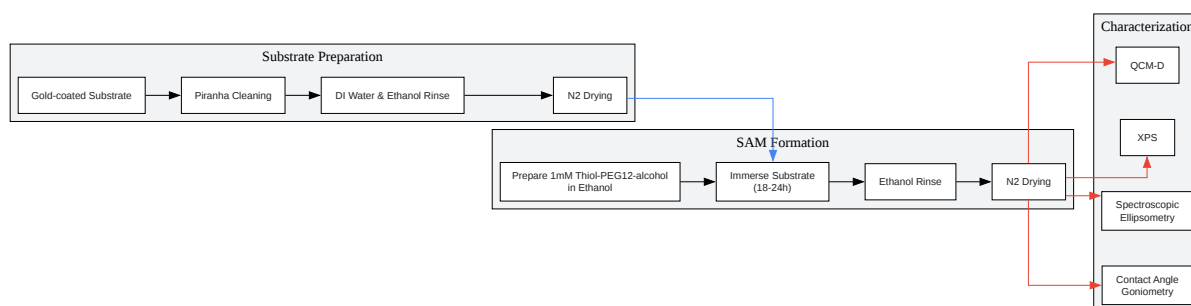 Substrate Preparation
Gold-coated Substrate
Piranha Cleaning
DI Water & Ethanol Rinse
N2 Drying
SAM Formation
Prepare 1mM Thiol-PEG12-alcohol
in Ethanol
Immerse Substrate
(18-24h)
Ethanol Rinse
N2 Drying
Characterization
QCM-D
XPS
Spectroscopic
Ellipsometry
Contact Angle
Goniometry